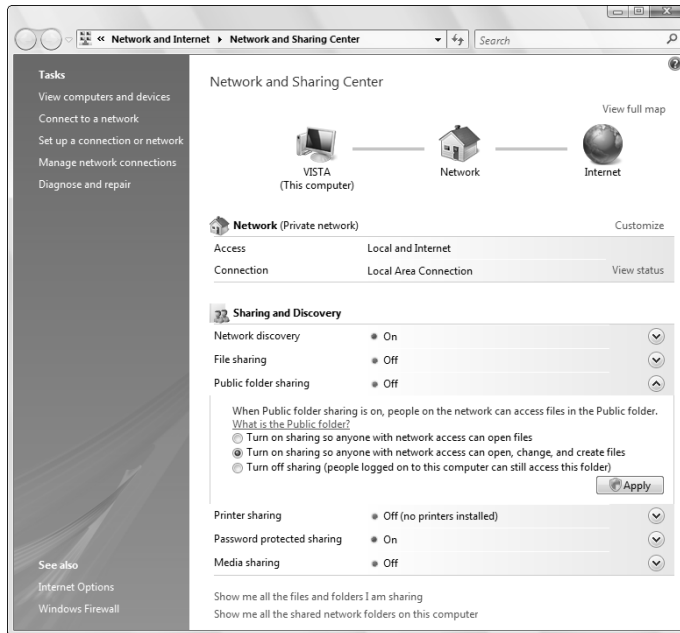 « Network and Internet ▸ Network and Sharing Center
Search
Tasks
View computers and devices
Connect to a network
Set up a connection or network
Manage network connections
Diagnose and repair
See also
Internet Options
Windows Firewall
Network and Sharing Center
View full map
VISTA
(This computer)
Network
Internet
Network (Private network) Customize
Access Local and Internet
Connection Local Area Connection View status
Sharing and Discovery
Network discovery On
File sharing Off
Public folder sharing Off
When Public folder sharing is on, people on the network can access files in the Public folder.
What is the Public folder?
Turn on sharing so anyone with network access can open files
Turn on sharing so anyone with network access can open, change, and create files
Turn off sharing (people logged on to this computer can still access this folder)
Apply
Printer sharing Off (no printers installed)
Password protected sharing On
Media sharing Off
Show me all the files and folders I am sharing
Show me all the shared network folders on this computer